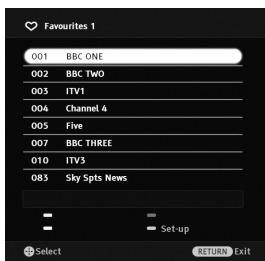 Favourites 1
001 BBC ONE
002 BBC TWO
003 ITV1
004 Channel 4
005 Five
007 BBC THREE
010 ITV3
083 Sky Spts News
Set-up
Select RETURN Exit